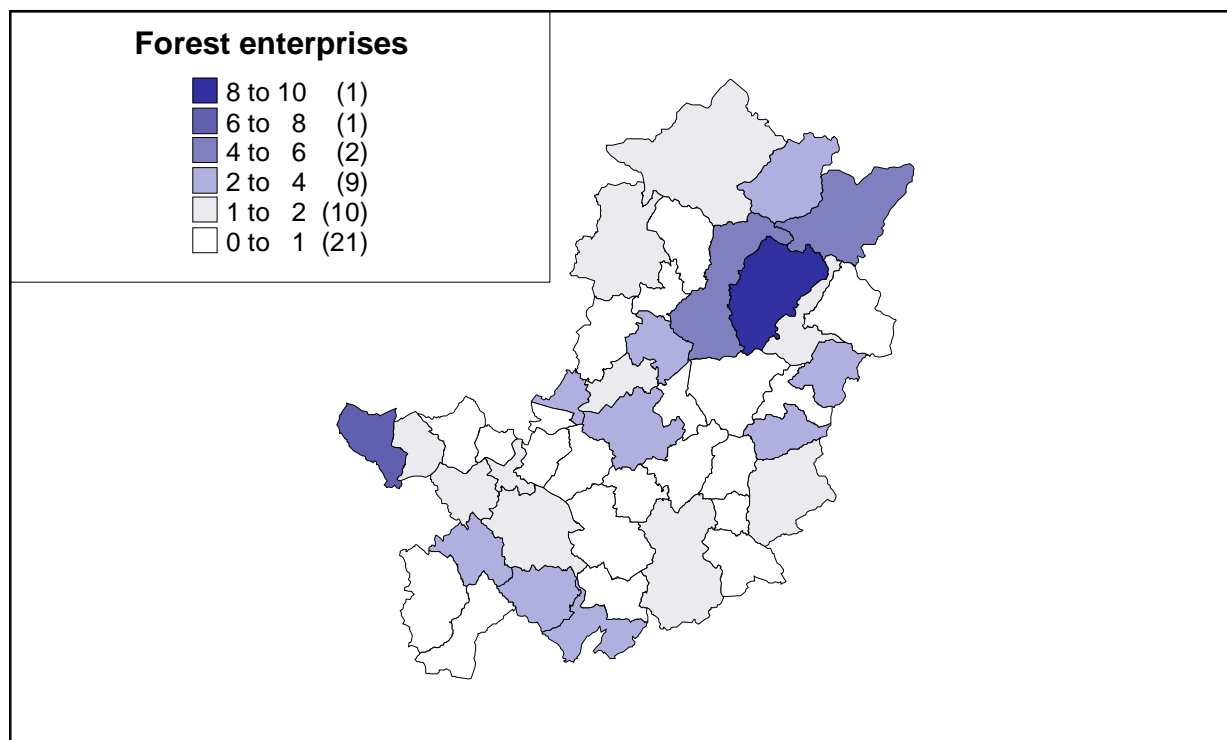 Forest enterprises
8 to 10 (1)
6 to 8 (1)
4 to 6 (2)
2 to 4 (9)
1 to 2 (10)
0 to 1 (21)